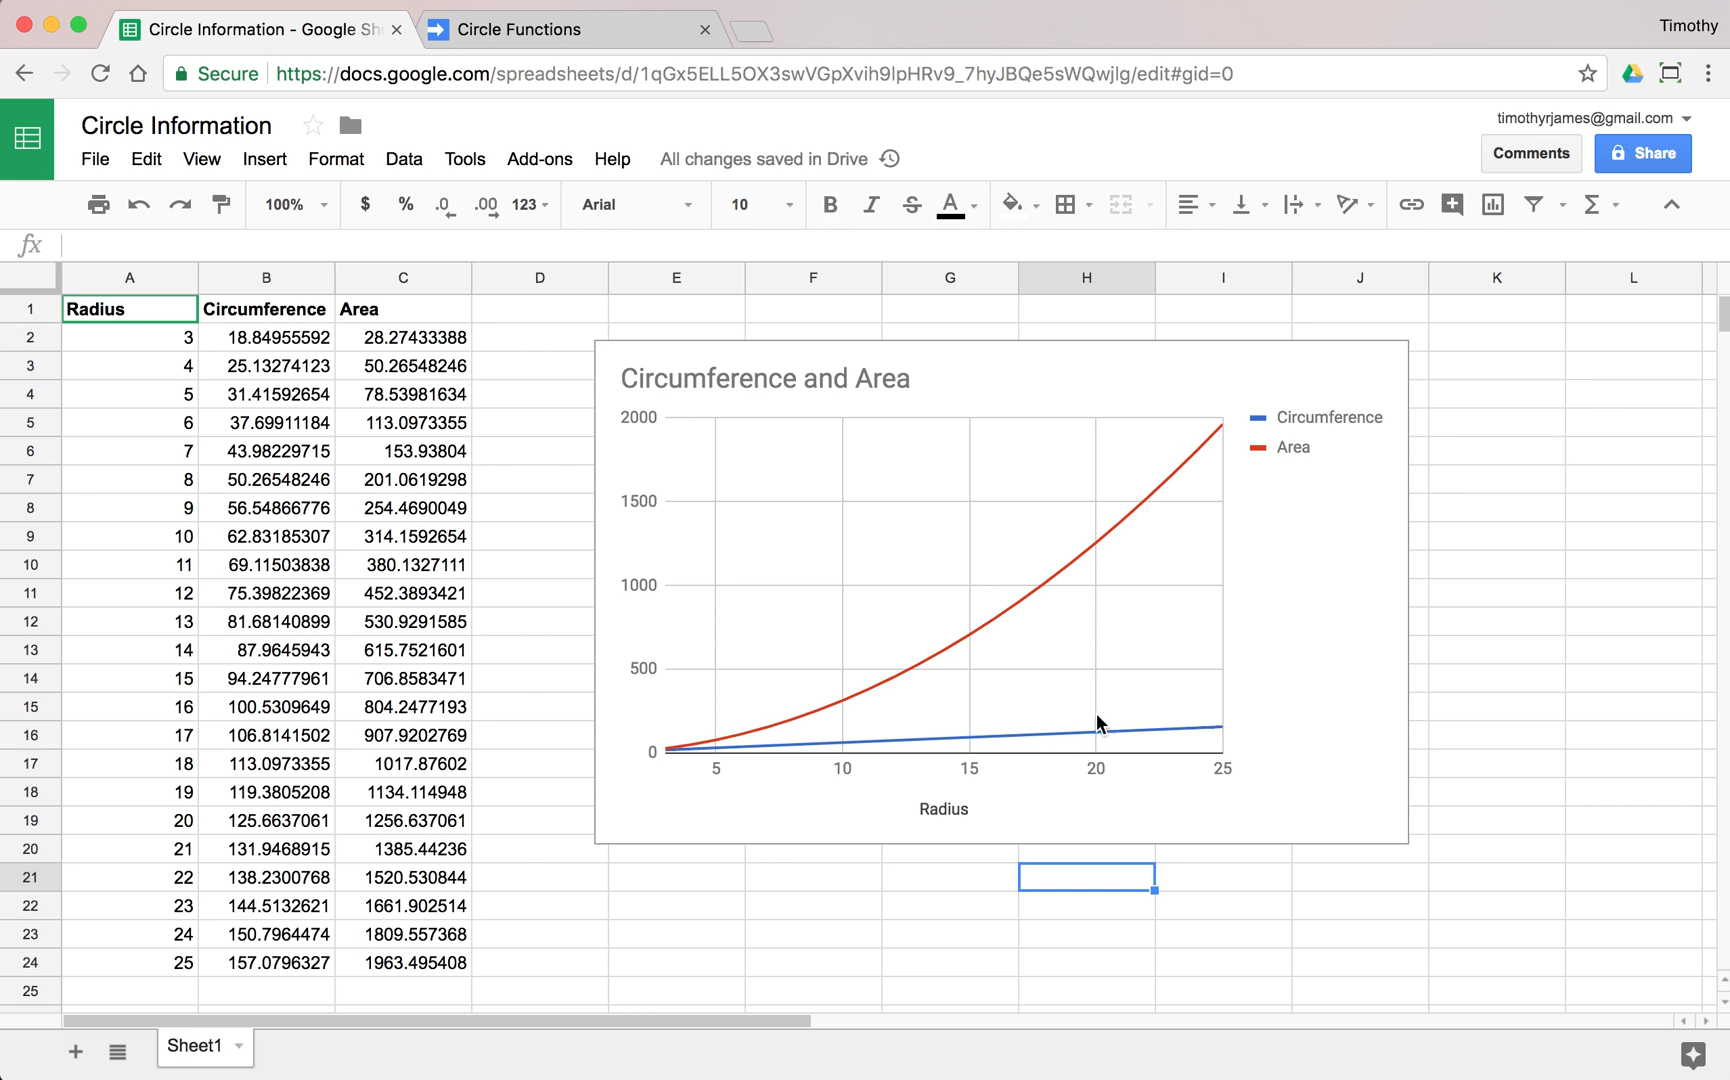 Circle Information - Google Sh
Circle Functions
Timothy
Secure https://docs.google.com/spreadsheets/d/1qGx5ELL5OX3swVGpXvih9lpHRv9_7hyJBQe5sWQwjlg/edit#gid=0
Circle Information
timothyrjames@gmail.com
File Edit View Insert Format Data Tools Add-ons Help All changes saved in Drive
Comments Share
100% $ % .0 .00 123 Arial 10 B I S A Σ
fx
A B C D E F G H I J K L
1 Radius Circumference Area
2 3 18.84955592 28.27433388
3 4 25.13274123 50.26548246
4 5 31.41592654 78.53981634
5 6 37.69911184 113.0973355
6 7 43.98229715 153.93804
7 8 50.26548246 201.0619298
8 9 56.54866776 254.4690049
9 10 62.83185307 314.1592654
10 11 69.11503838 380.1327111
11 12 75.39822369 452.3893421
12 13 81.68140899 530.9291585
13 14 87.9645943 615.7521601
14 15 94.24777961 706.8583471
15 16 100.5309649 804.2477193
16 17 106.8141502 907.9202769
17 18 113.0973355 1017.87602
18 19 119.3805208 1134.114948
19 20 125.6637061 1256.637061
20 21 131.9468915 1385.44236
21 22 138.2300768 1520.530844
22 23 144.5132621 1661.902514
23 24 150.7964474 1809.557368
24 25 157.0796327 1963.495408
25
Circumference and Area
2000
1500
1000
500
0
5 10 15 20 25
Radius
Circumference
Area
Sheet1